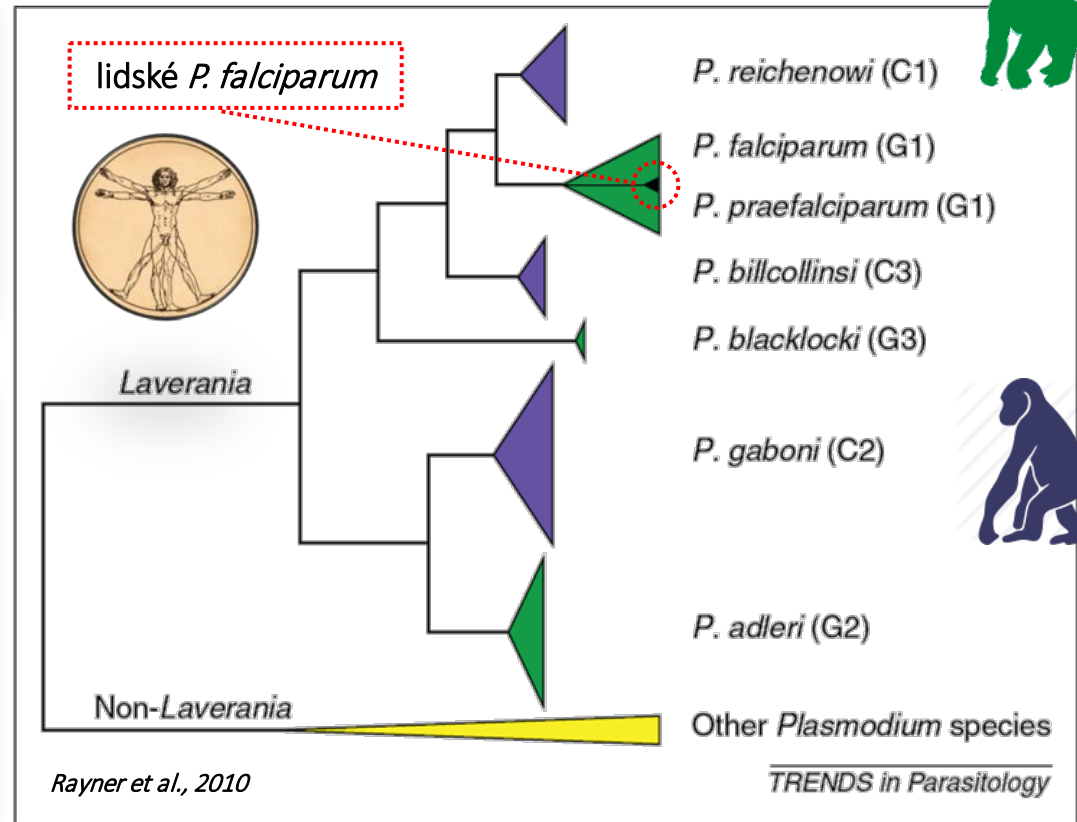 lidské P. falciparum
P. reichenowi (C1)
P. falciparum (G1)
P. praefalciparum (G1)
P. billcollinsi (C3)
P. blacklocki (G3)
Laverania
P. gaboni (C2)
P. adleri (G2)
Non-Laverania
Other Plasmodium species
Rayner et al., 2010
TRENDS in Parasitology